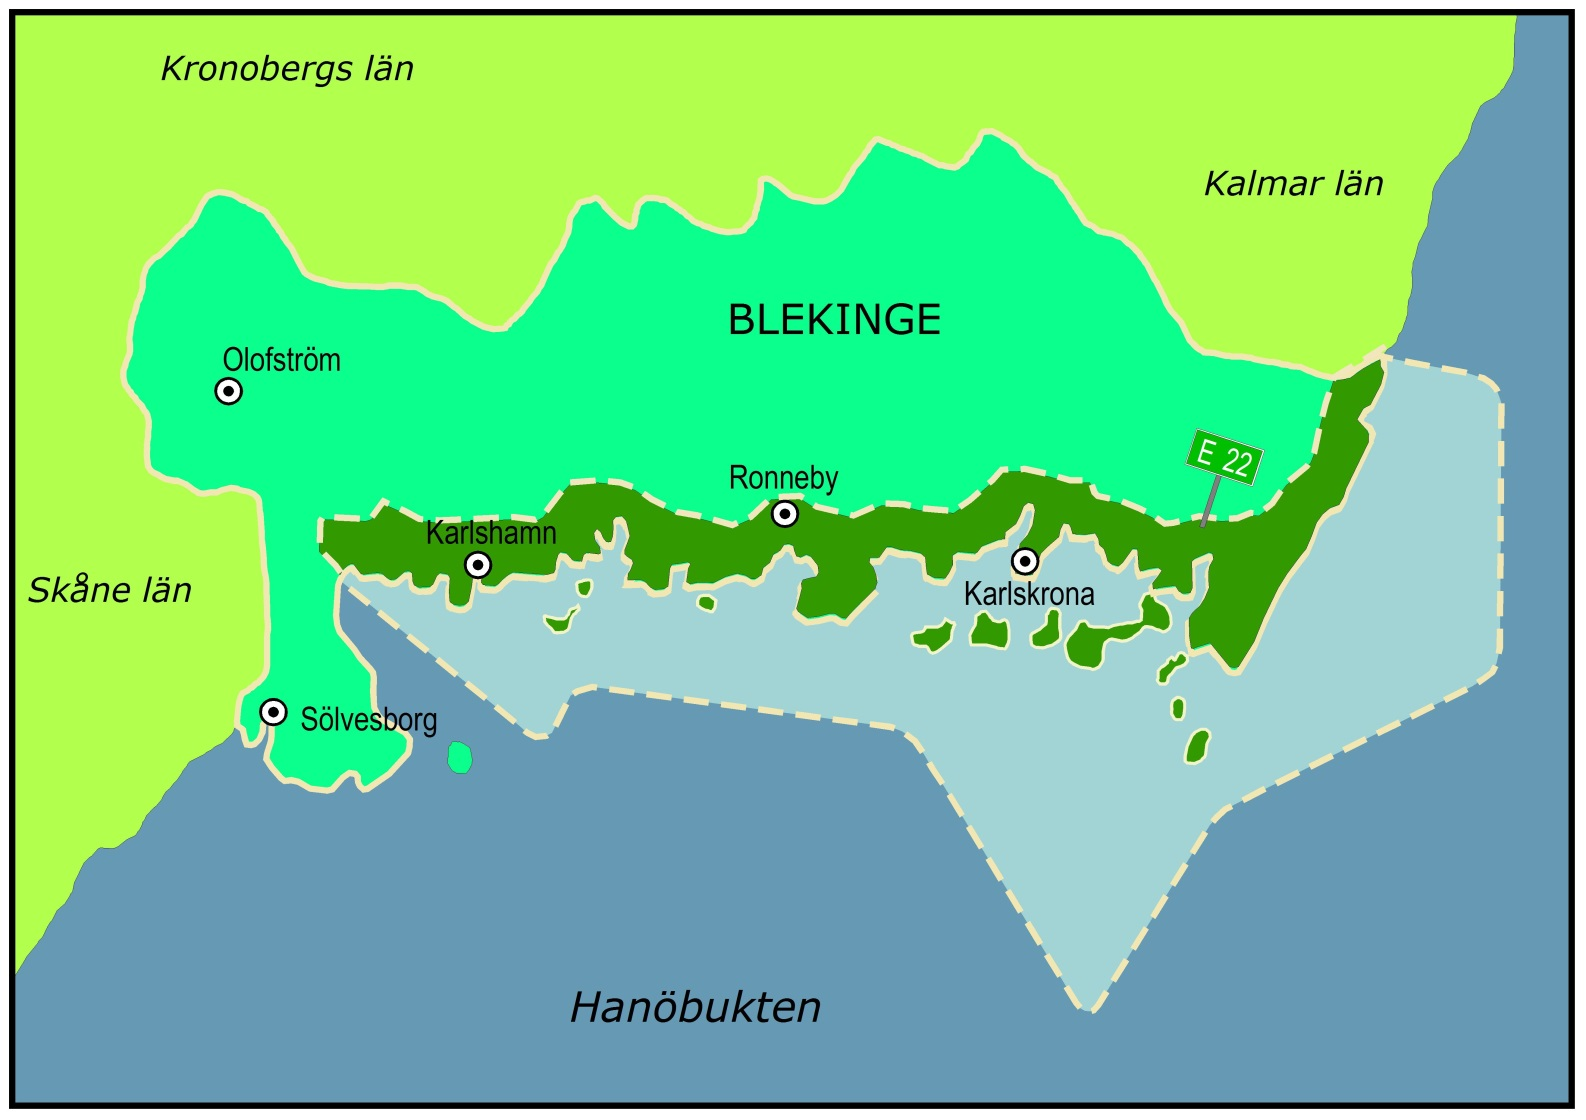 Kronobergs län
Kalmar län
BLEKINGE
Olofström
E 22
Ronneby
Karlshamn
Skåne län
Karlskrona
Sölvesborg
Hanöbukten